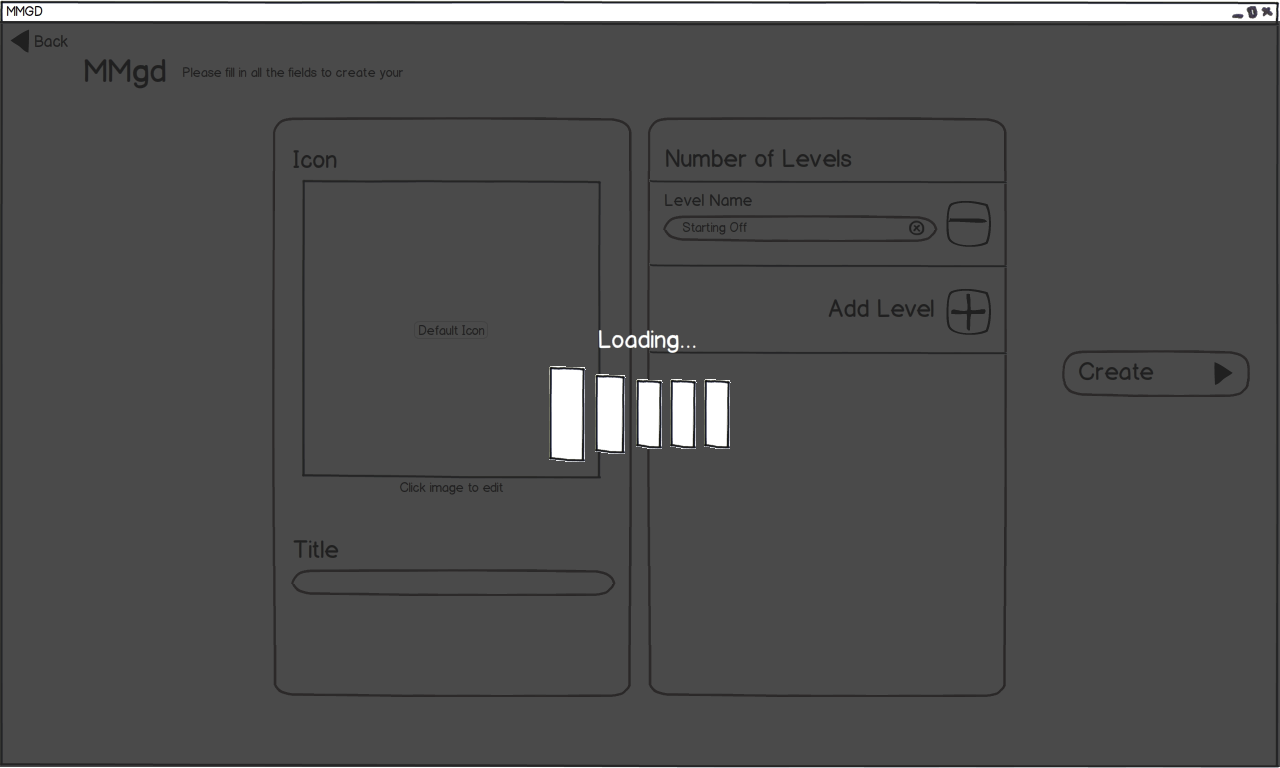 MMGD
Back
MMgd
Please fill in all the fields to create your
Icon
Default Icon
Click image to edit
Title
Number of Levels
Level Name
Starting Off
Add Level
Loading...
Create